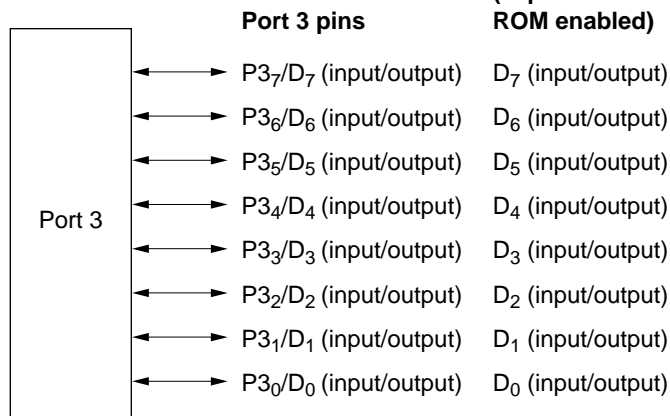 Port 3 pins ROM enabled)
P3₇/D₇ (input/output) D₇ (input/output)
P3₆/D₆ (input/output) D₆ (input/output)
P3₅/D₅ (input/output) D₅ (input/output)
P3₄/D₄ (input/output) D₄ (input/output)
Port 3
P3₃/D₃ (input/output) D₃ (input/output)
P3₂/D₂ (input/output) D₂ (input/output)
P3₁/D₁ (input/output) D₁ (input/output)
P3₀/D₀ (input/output) D₀ (input/output)